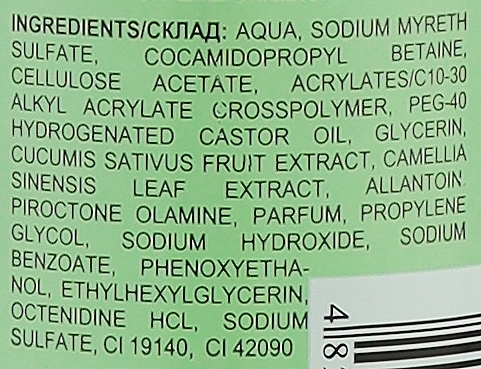 INGREDIENTS/СКЛАД: AQUA, SODIUM MYRETH
SULFATE, COCAMIDOPROPYL BETAINE,
CELLULOSE ACETATE, ACRYLATES/C10-30
ALKYL ACRYLATE CROSSPOLYMER, PEG-40
HYDROGENATED CASTOR OIL, GLYCERIN,
CUCUMIS SATIVUS FRUIT EXTRACT, CAMELLIA
SINENSIS LEAF EXTRACT, ALLANTOIN
PIROCTONE OLAMINE, PARFUM, PROPYLENE
GLYCOL, SODIUM HYDROXIDE, SODIUM
BENZOATE, PHENOXYETHA-
NOL, ETHYLHEXYLGLYCERIN,
OCTENIDINE HCL, SODIUM
SULFATE, CI 19140, CI 42090
48